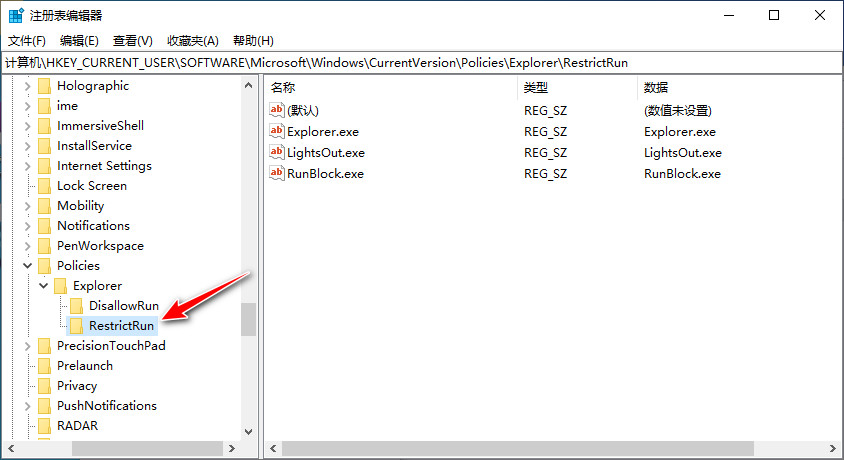 注册表编辑器
文件(F) 编辑(E) 查看(V) 收藏夹(A) 帮助(H)
计算机\HKEY_CURRENT_USER\SOFTWARE\Microsoft\Windows\CurrentVersion\Policies\Explorer\RestrictRun
Holographic
ime
ImmersiveShell
InstallService
Internet Settings
Lock Screen
Mobility
Notifications
PenWorkspace
Policies
Explorer
DisallowRun
RestrictRun
PrecisionTouchPad
Prelaunch
Privacy
PushNotifications
RADAR
名称 类型 数据
ab (默认) REG_SZ (数值未设置)
ab Explorer.exe REG_SZ Explorer.exe
ab LightsOut.exe REG_SZ LightsOut.exe
ab RunBlock.exe REG_SZ RunBlock.exe